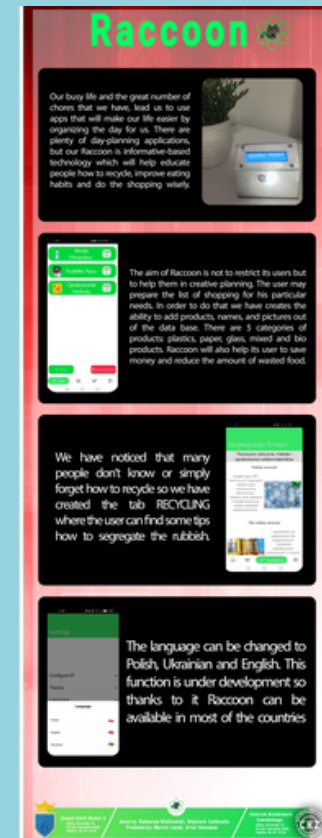 Raccoon
Our busy life and the great number of
chors that we have, lead us to use
apps that will make our life easier by
organizing the day for us. There are
plenty of day-planning applications,
but our Raccoon is informative-based
technology which will help educate
people how to recycle, improve eating
habits and do the shopping wisely.
The aim of Raccoon is not to restrict its users but
to help them in creative planning. The user may
prepare the list of shopping for his particular
needs. In order to do that we have creates the
ability to add products, names, and pictures out
of the data base. There are 5 categories of
products: plastics, paper, glass, mixed and bio
products. Raccoon will also help its user to save
money and reduce the amount of wasted food.
We have noticed that many
people don't know or simply
forget how to recycle so we have
created the tab RECYCLING
where the user can find some tips
how to segregate the rubbish.
Segregacja Śmieci
Settings
Configure IP
Theme
Language
The language can be changed to
Polish, Ukrainian and English. This
function is under development so
thanks to it Raccoon can be
available in most of the countries